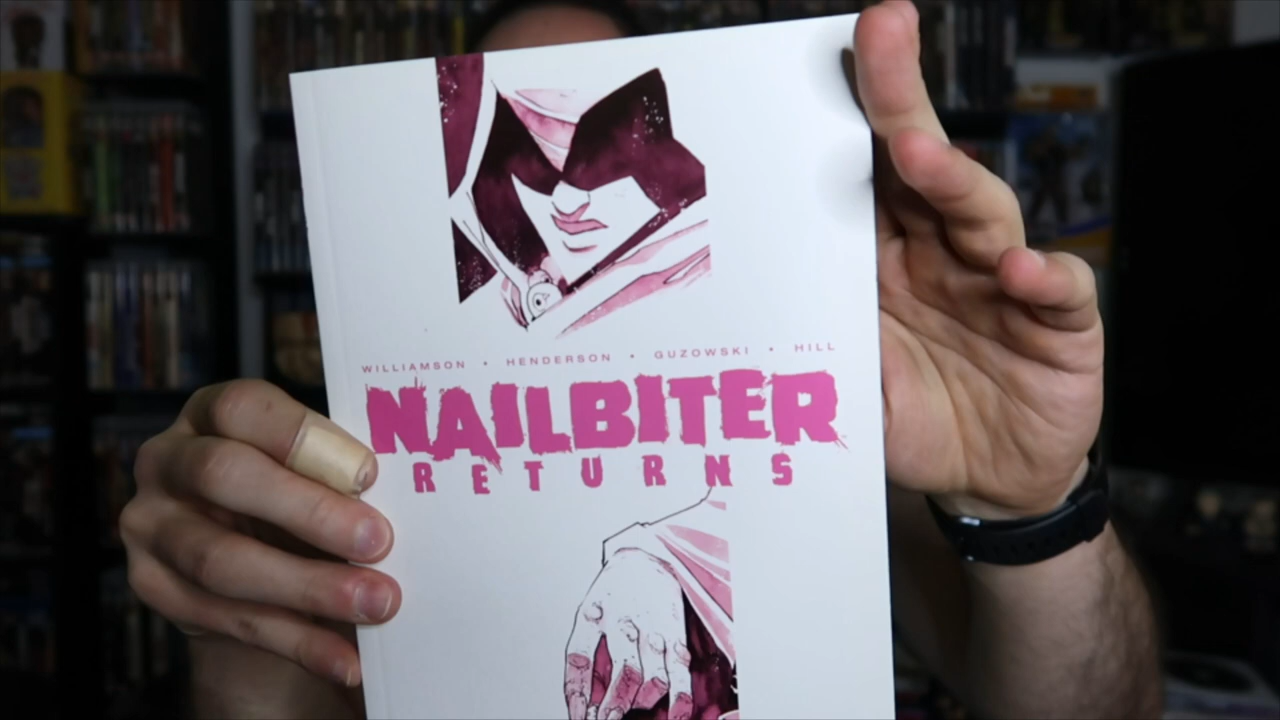 WILLIAMSON • HENDERSON • GUZOWSKI • HILL
NAILBITER
RETURNS